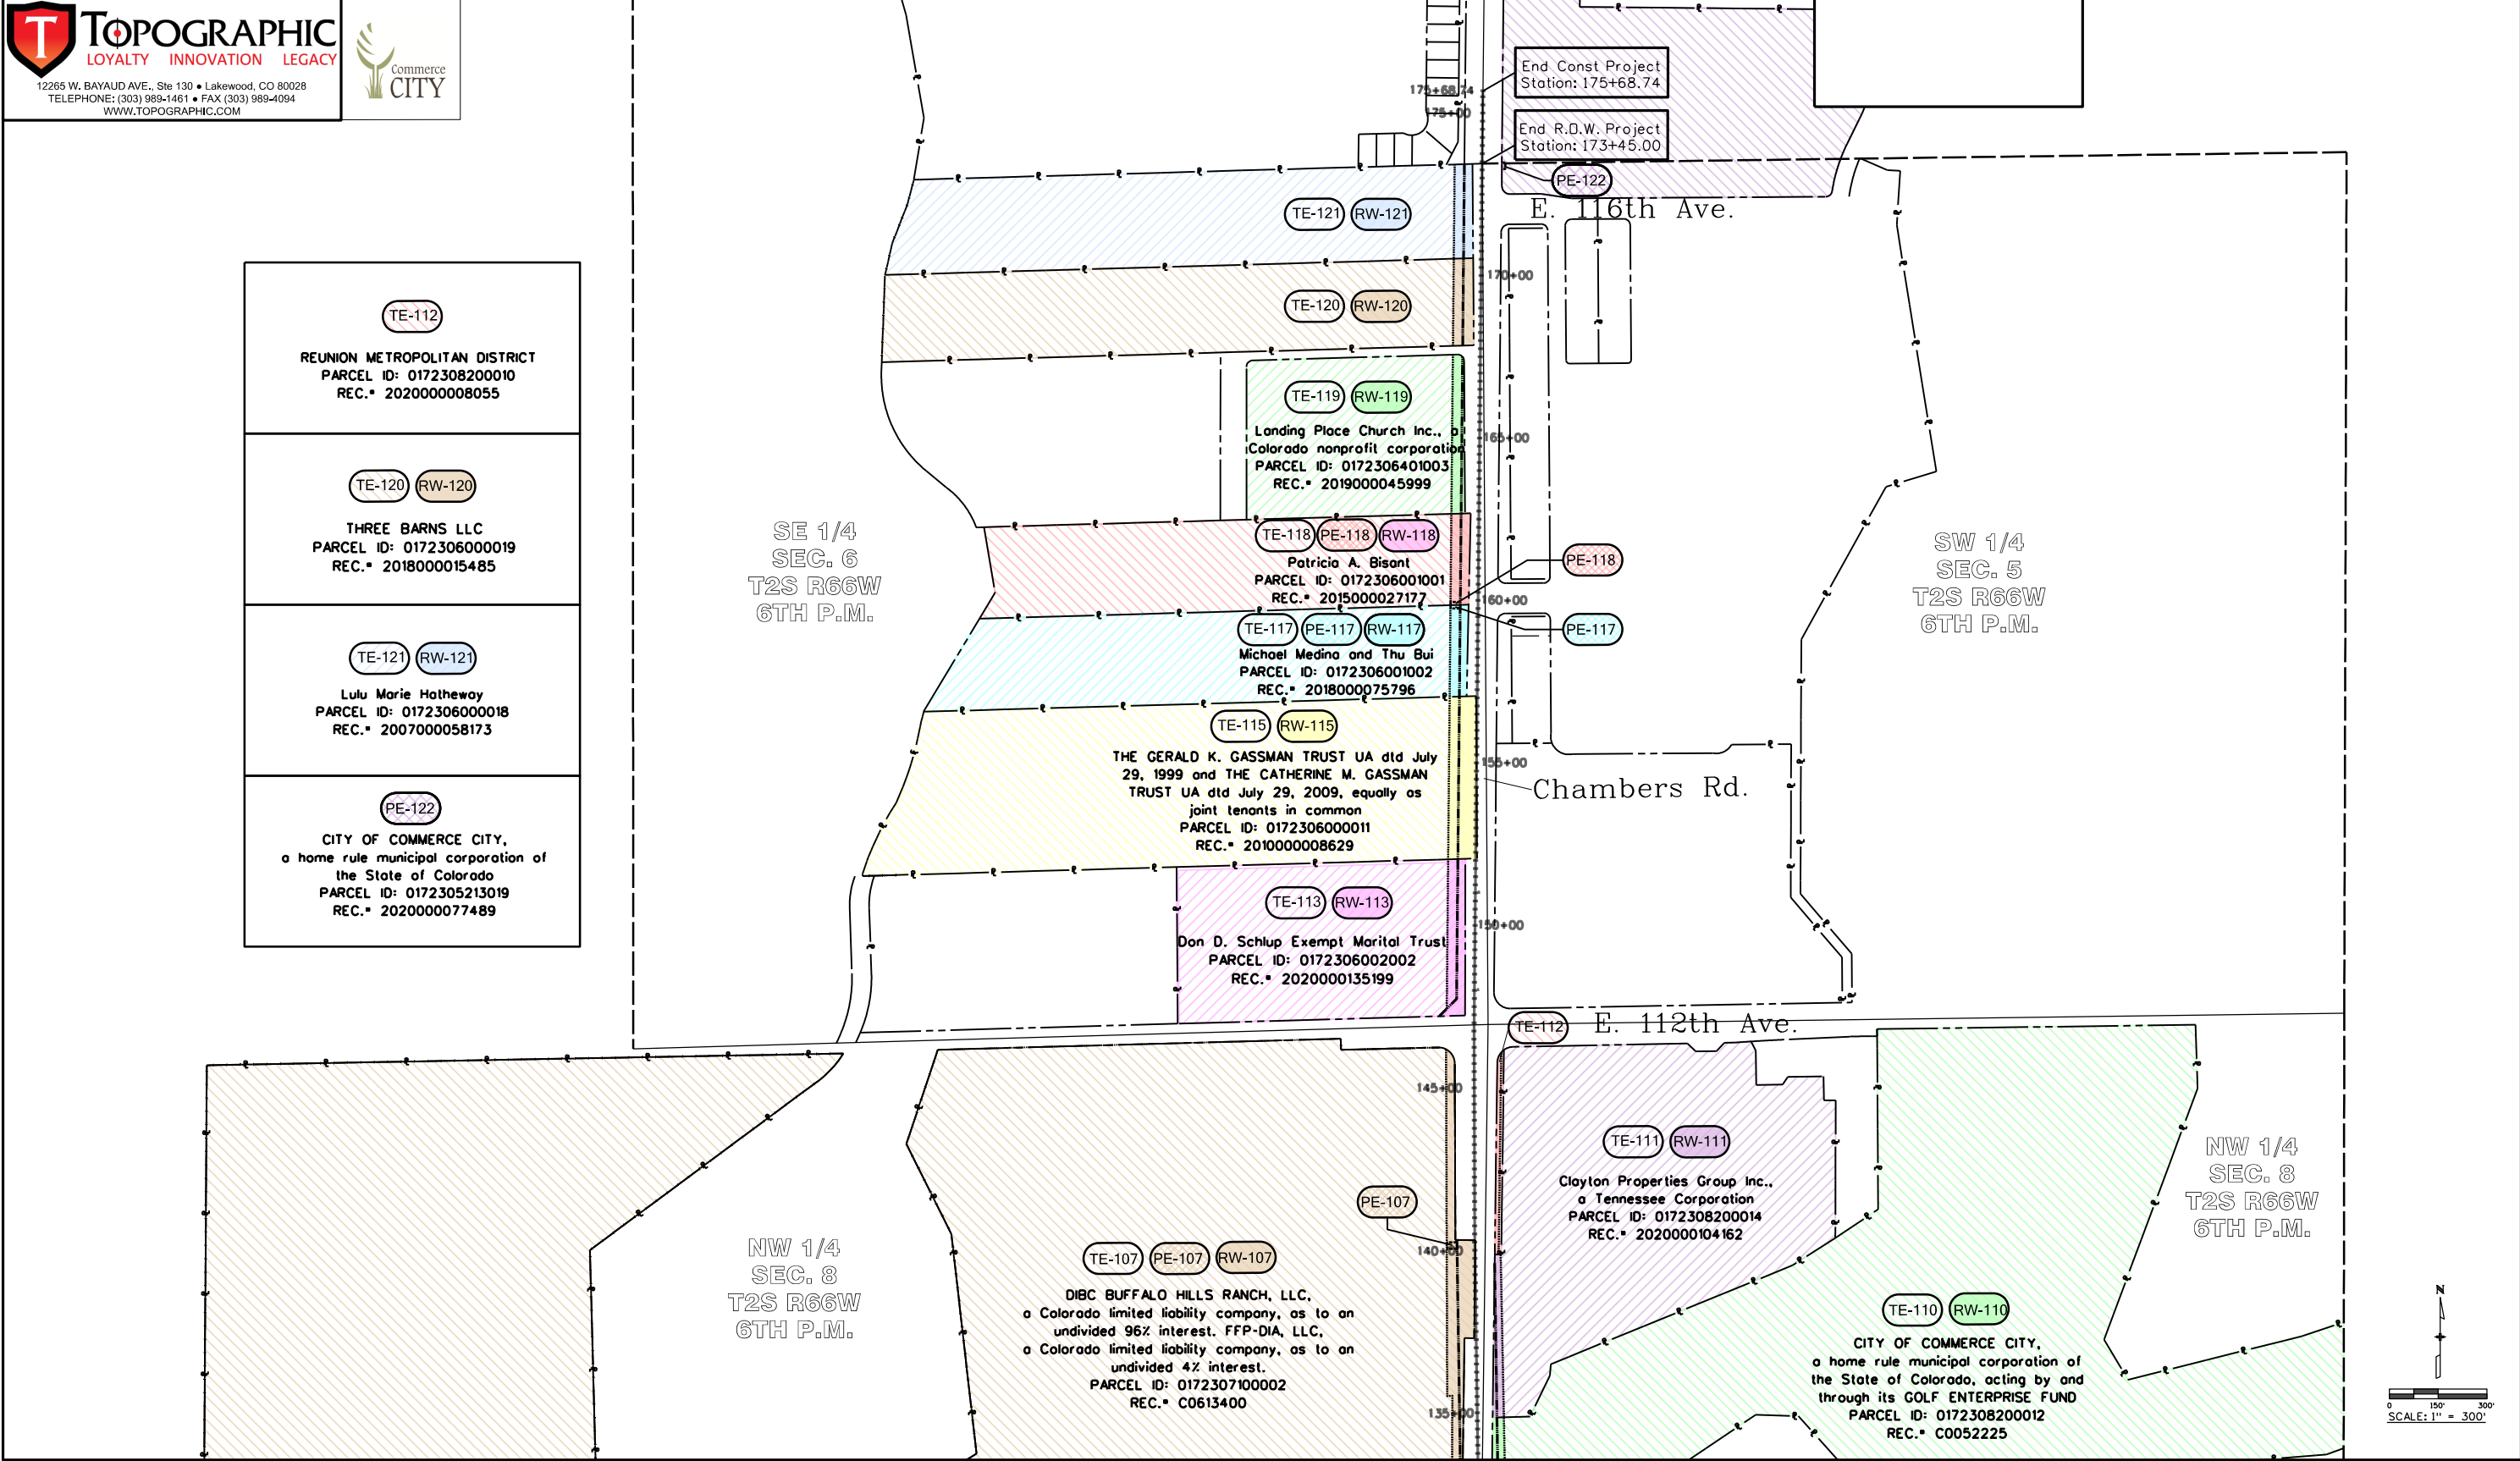 TOPOGRAPHIC
LOYALTY INNOVATION LEGACY
12265 W. BAYAUD AVE., Ste 130 • Lakewood, CO 80028
TELEPHONE: (303) 989-1461 • FAX (303) 989-4094
WWW.TOPOGRAPHIC.COM
Commerce
CITY
TE-112
REUNION METROPOLITAN DISTRICT
PARCEL ID: 0172308200010
REC.# 2020000008055
TE-120 RW-120
THREE BARNS LLC
PARCEL ID: 0172306000019
REC.# 2018000015485
TE-121 RW-121
Lulu Marie Hatheway
PARCEL ID: 0172306000018
REC.# 2007000058173
PE-122
CITY OF COMMERCE CITY,
a home rule municipal corporation of
the State of Colorado
PARCEL ID: 0172305213019
REC.# 2020000077489
End Const Project
Station: 175+68.74
175+68.74
175+00
End R.O.W. Project
Station: 173+45.00
PE-122
E. 116th Ave.
TE-121 RW-121
170+00
TE-120 RW-120
TE-119 RW-119
Landing Place Church Inc., a
Colorado nonprofit corporation
PARCEL ID: 0172306401003
REC.# 2019000045999
165+00
SE 1/4
SEC. 6
T2S R66W
6TH P.M.
TE-118 PE-118 RW-118
Patricia A. Bisant
PARCEL ID: 0172306001001
REC.# 2015000027177
PE-118
160+00
PE-117
SW 1/4
SEC. 5
T2S R66W
6TH P.M.
TE-117 PE-117 RW-117
Michael Medina and Thu Bui
PARCEL ID: 0172306001002
REC.# 2018000075796
TE-115 RW-115
THE GERALD K. GASSMAN TRUST UA dtd July
29, 1999 and THE CATHERINE M. GASSMAN
TRUST UA dtd July 29, 2009, equally as
joint tenants in common
PARCEL ID: 0172306000011
REC.# 2010000008629
155+00
Chambers Rd.
TE-113 RW-113
Don D. Schlup Exempt Marital Trust
PARCEL ID: 0172306002002
REC.# 2020000135199
150+00
TE-112
E. 112th Ave.
145+00
TE-111 RW-111
Clayton Properties Group Inc.,
a Tennessee Corporation
PARCEL ID: 0172308200014
REC.# 2020000104162
NW 1/4
SEC. 8
T2S R66W
6TH P.M.
PE-107
140+00
NW 1/4
SEC. 8
T2S R66W
6TH P.M.
TE-107 PE-107 RW-107
DIBC BUFFALO HILLS RANCH, LLC,
a Colorado limited liability company, as to an
undivided 96% interest. FFP-DIA, LLC,
a Colorado limited liability company, as to an
undivided 4% interest.
PARCEL ID: 0172307100002
REC.# C0613400
135+00
TE-110 RW-110
CITY OF COMMERCE CITY,
a home rule municipal corporation of
the State of Colorado, acting by and
through its GOLF ENTERPRISE FUND
PARCEL ID: 0172308200012
REC.# C0052225
N
0 150' 300'
SCALE: 1" = 300'